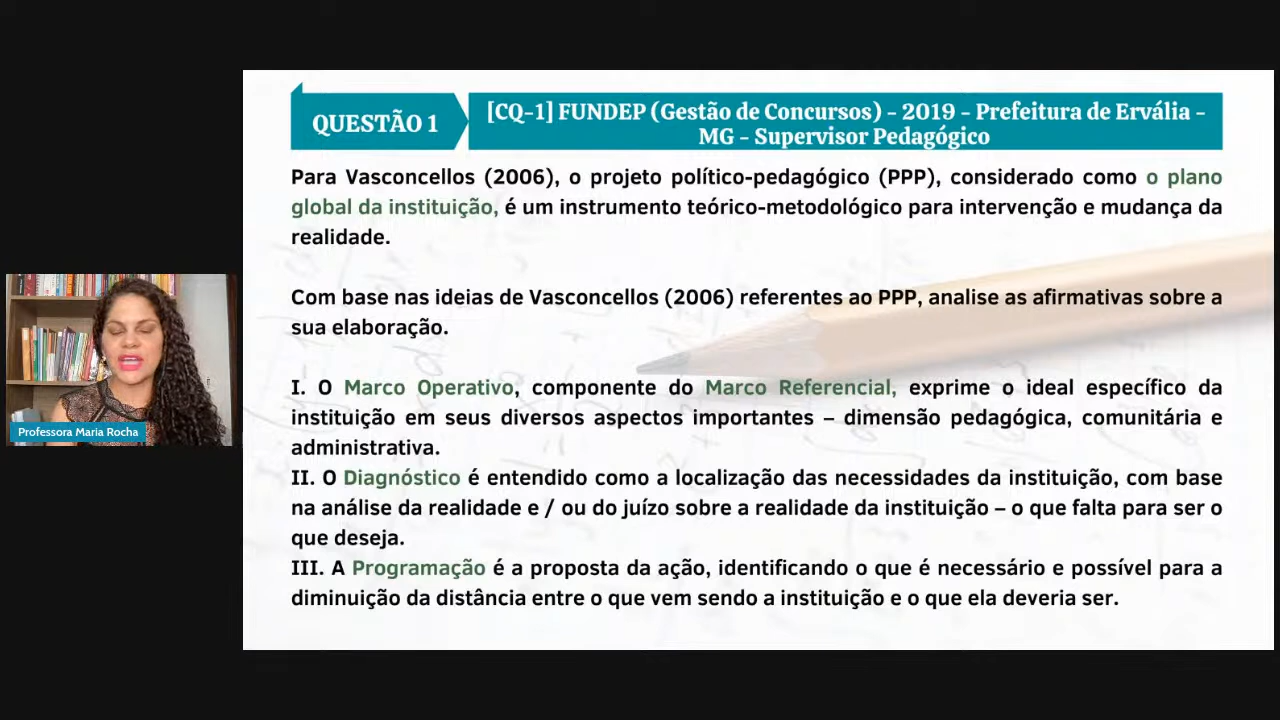 QUESTÃO 1
[CQ-1] FUNDEP (Gestão de Concursos) - 2019 - Prefeitura de Ervália -
MG - Supervisor Pedagógico
Para Vasconcellos (2006), o projeto político-pedagógico (PPP), considerado como o plano
global da instituição, é um instrumento teórico-metodológico para intervenção e mudança da
realidade.
Com base nas ideias de Vasconcellos (2006) referentes ao PPP, analise as afirmativas sobre a
sua elaboração.
I. O Marco Operativo, componente do Marco Referencial, exprime o ideal específico da
instituição em seus diversos aspectos importantes – dimensão pedagógica, comunitária e
administrativa.
II. O Diagnóstico é entendido como a localização das necessidades da instituição, com base
na análise da realidade e / ou do juízo sobre a realidade da instituição – o que falta para ser o
que deseja.
III. A Programação é a proposta da ação, identificando o que é necessário e possível para a
diminuição da distância entre o que vem sendo a instituição e o que ela deveria ser.
Professora Maria Rocha